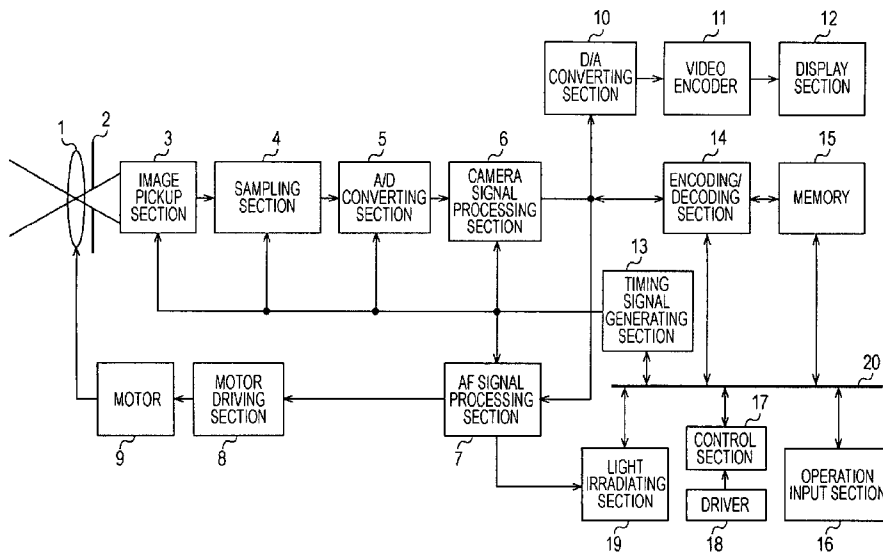 10
11
12
D/A
CONVERTING
SECTION
VIDEO
ENCODER
DISPLAY
SECTION
1
2
3
4
5
6
14
15
IMAGE
PICKUP
SECTION
SAMPLING
SECTION
A/D
CONVERTING
SECTION
CAMERA
SIGNAL
PROCESSING
SECTION
ENCODING/
DECODING
SECTION
MEMORY
13
TIMING
SIGNAL
GENERATING
SECTION
20
MOTOR
MOTOR
DRIVING
SECTION
AF SIGNAL
PROCESSING
SECTION
9
8
7
17
LIGHT
IRRADIATING
SECTION
CONTROL
SECTION
DRIVER
OPERATION
INPUT SECTION
19
18
16